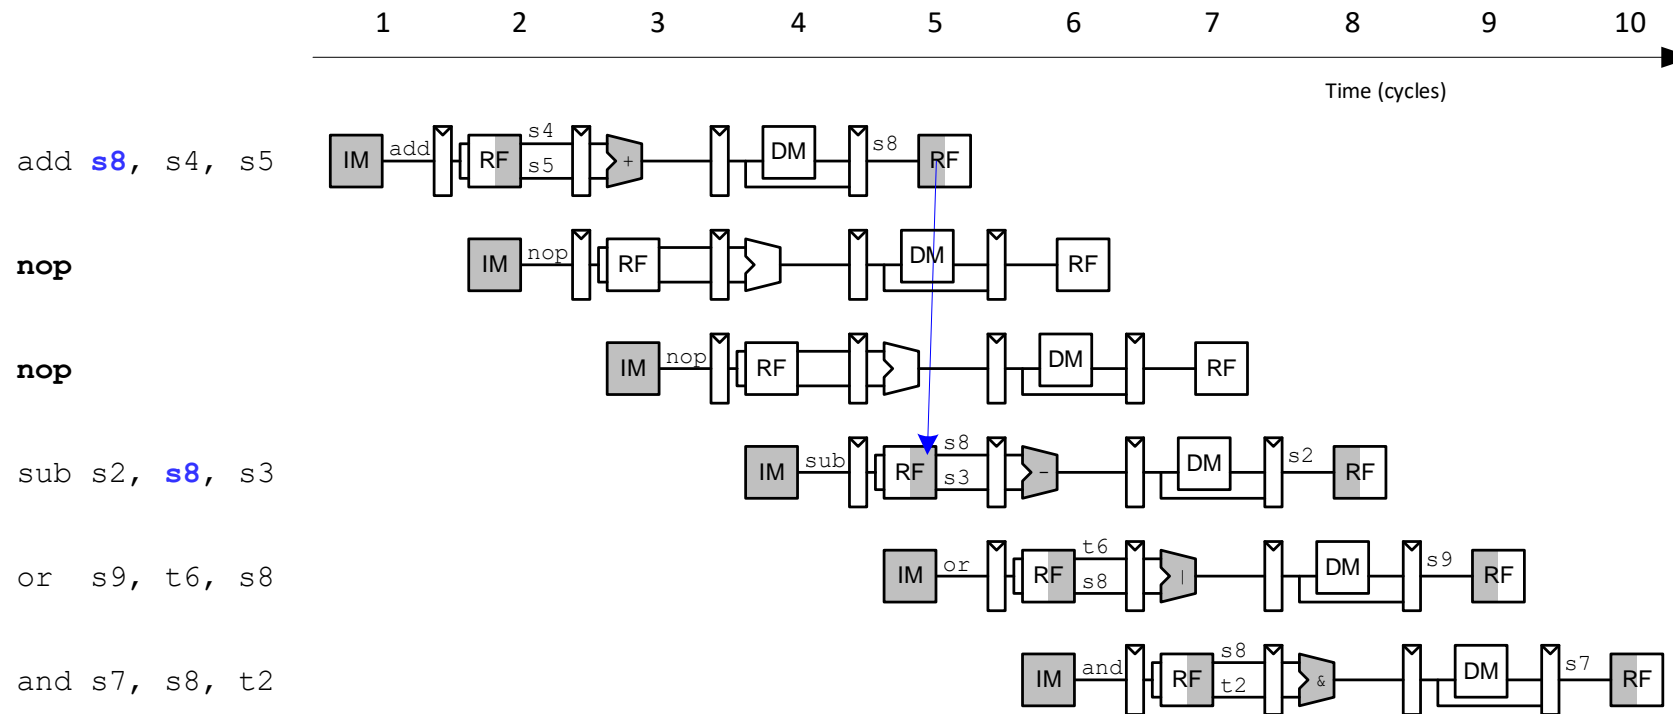 1 2 3 4 5 6 7 8 9 10
Time (cycles)
add s8, s4, s5 IM add RF s4 s5 + DM s8 RF
nop IM nop RF DM RF
nop IM nop RF DM RF
sub s2, s8, s3 IM sub RF s8 s3 - DM s2 RF
or s9, t6, s8 IM or RF t6 s8 | DM s9 RF
and s7, s8, t2 IM and RF s8 t2 & DM s7 RF